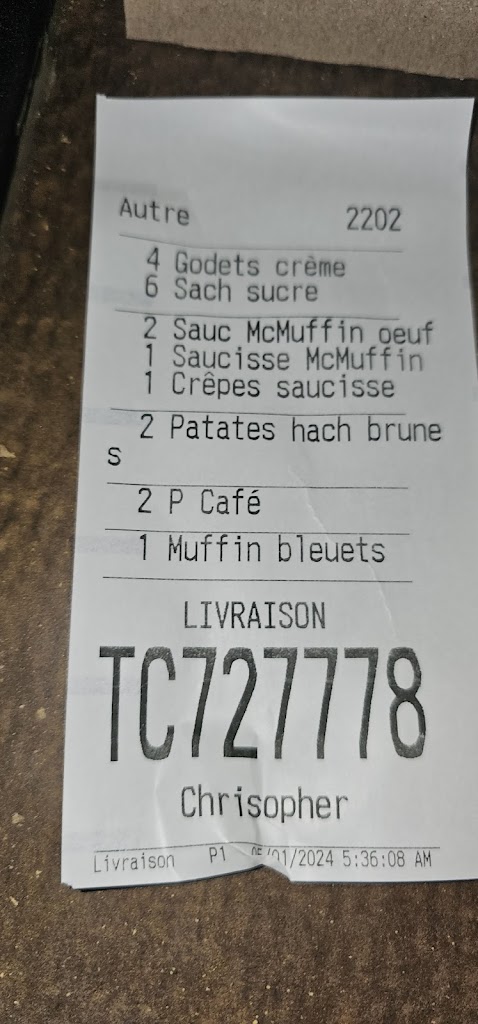 Autre 2202
4 Godets crème
6 Sach sucre
2 Sauc McMuffin oeuf
1 Saucisse McMuffin
1 Crêpes saucisse
2 Patates hach brune
s
2 P Café
1 Muffin bleuets
LIVRAISON
TC727778
Chrisopher
Livraison P1 /01/2024 5:36:08 AM